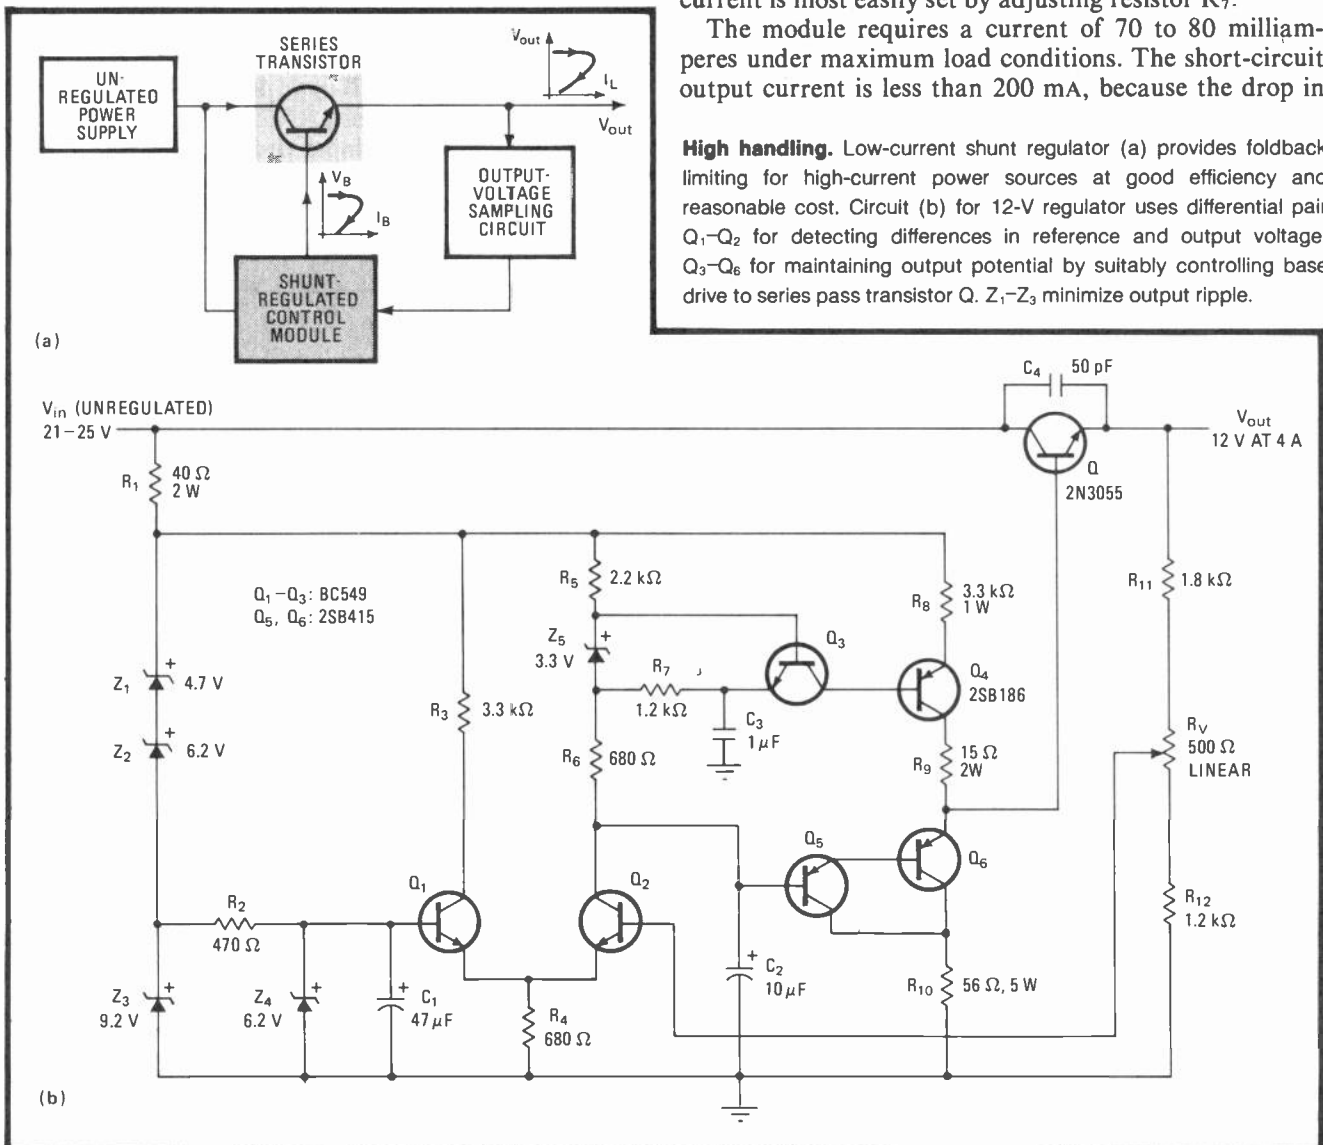 current is most easily set by adjusting resistor R₇.
The module requires a current of 70 to 80 milliam-
peres under maximum load conditions. The short-circuit
output current is less than 200 mA, because the drop in
High handling. Low-current shunt regulator (a) provides foldback
limiting for high-current power sources at good efficiency and
reasonable cost. Circuit (b) for 12-V regulator uses differential pair
Q₁–Q₂ for detecting differences in reference and output voltage
Q₃–Q₆ for maintaining output potential by suitably controlling base
drive to series pass transistor Q. Z₁–Z₃ minimize output ripple.
UN-
REGULATED
POWER
SUPPLY
SERIES
TRANSISTOR
Vout
IL
Vout
VB
IB
OUTPUT-
VOLTAGE
SAMPLING
CIRCUIT
SHUNT-
REGULATED
CONTROL
MODULE
(a)
Vin (UNREGULATED)
21–25 V
R₁
40 Ω
2 W
C₄
50 pF
Vout
12 V AT 4 A
Q
2N3055
Q₁–Q₃: BC549
Q₅, Q₆: 2SB415
R₅
2.2 kΩ
Z₅
+
3.3 V
R₇
1.2 kΩ
Q₃
C₃
1 μF
R₈
3.3 kΩ
1 W
Q₄
2SB186
R₁₁
1.8 kΩ
Z₁
+
4.7 V
Z₂
+
6.2 V
R₃
3.3 kΩ
R₆
680 Ω
R₉
15 Ω
2W
RV
500 Ω
LINEAR
Q₁
Q₂
Q₅
Q₆
R₂
470 Ω
R₁₂
1.2 kΩ
Z₃
+
9.2 V
Z₄
+
6.2 V
+
C₁
47 μF
R₄
680 Ω
+
C₂
10 μF
R₁₀
56 Ω, 5 W
(b)